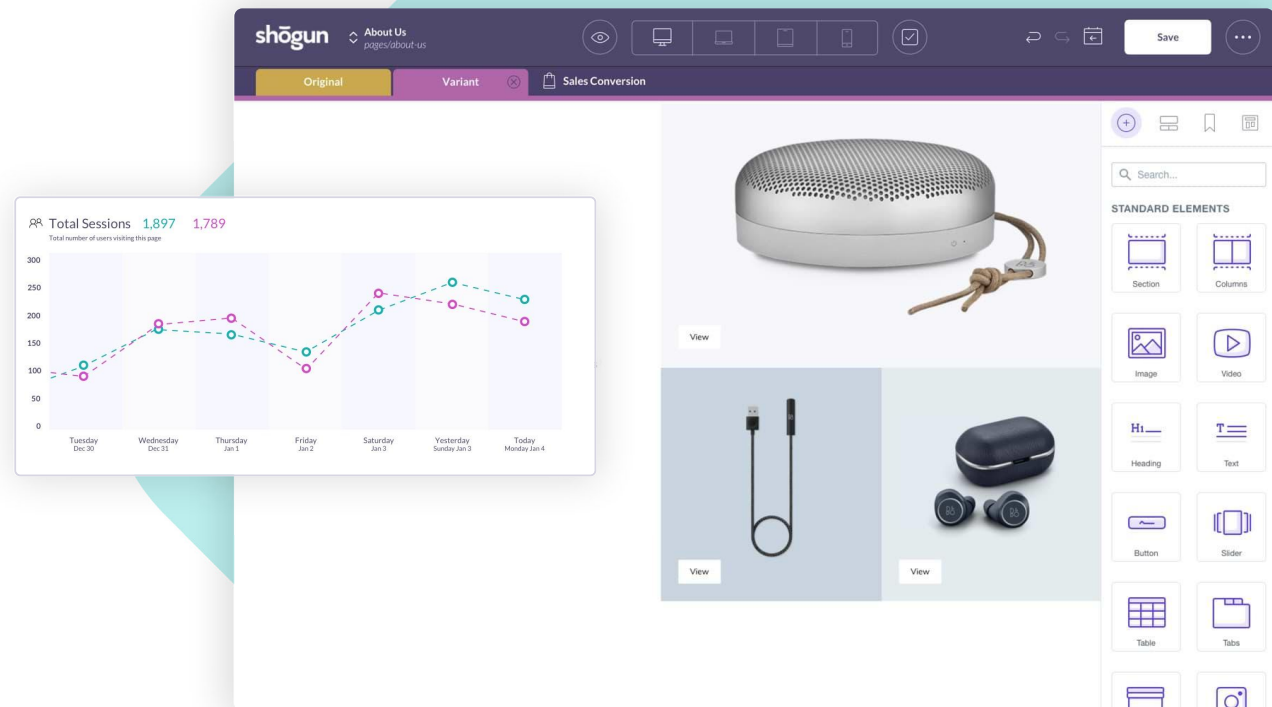 shōgun
About Us
pages/about-us
Save
Original
Variant
Sales Conversion
Total Sessions 1,897 1,789
Total number of users visiting this page
300
250
200
150
100
50
0
Tuesday
Dec 30
Wednesday
Dec 31
Thursday
Jan 1
Friday
Jan 2
Saturday
Jan 3
Yesterday
Sunday Jan 3
Today
Monday Jan 4
View
View
View
Search...
STANDARD ELEMENTS
Section
Columns
Image
Video
H1
Heading
T
Text
Button
Slider
Table
Tabs